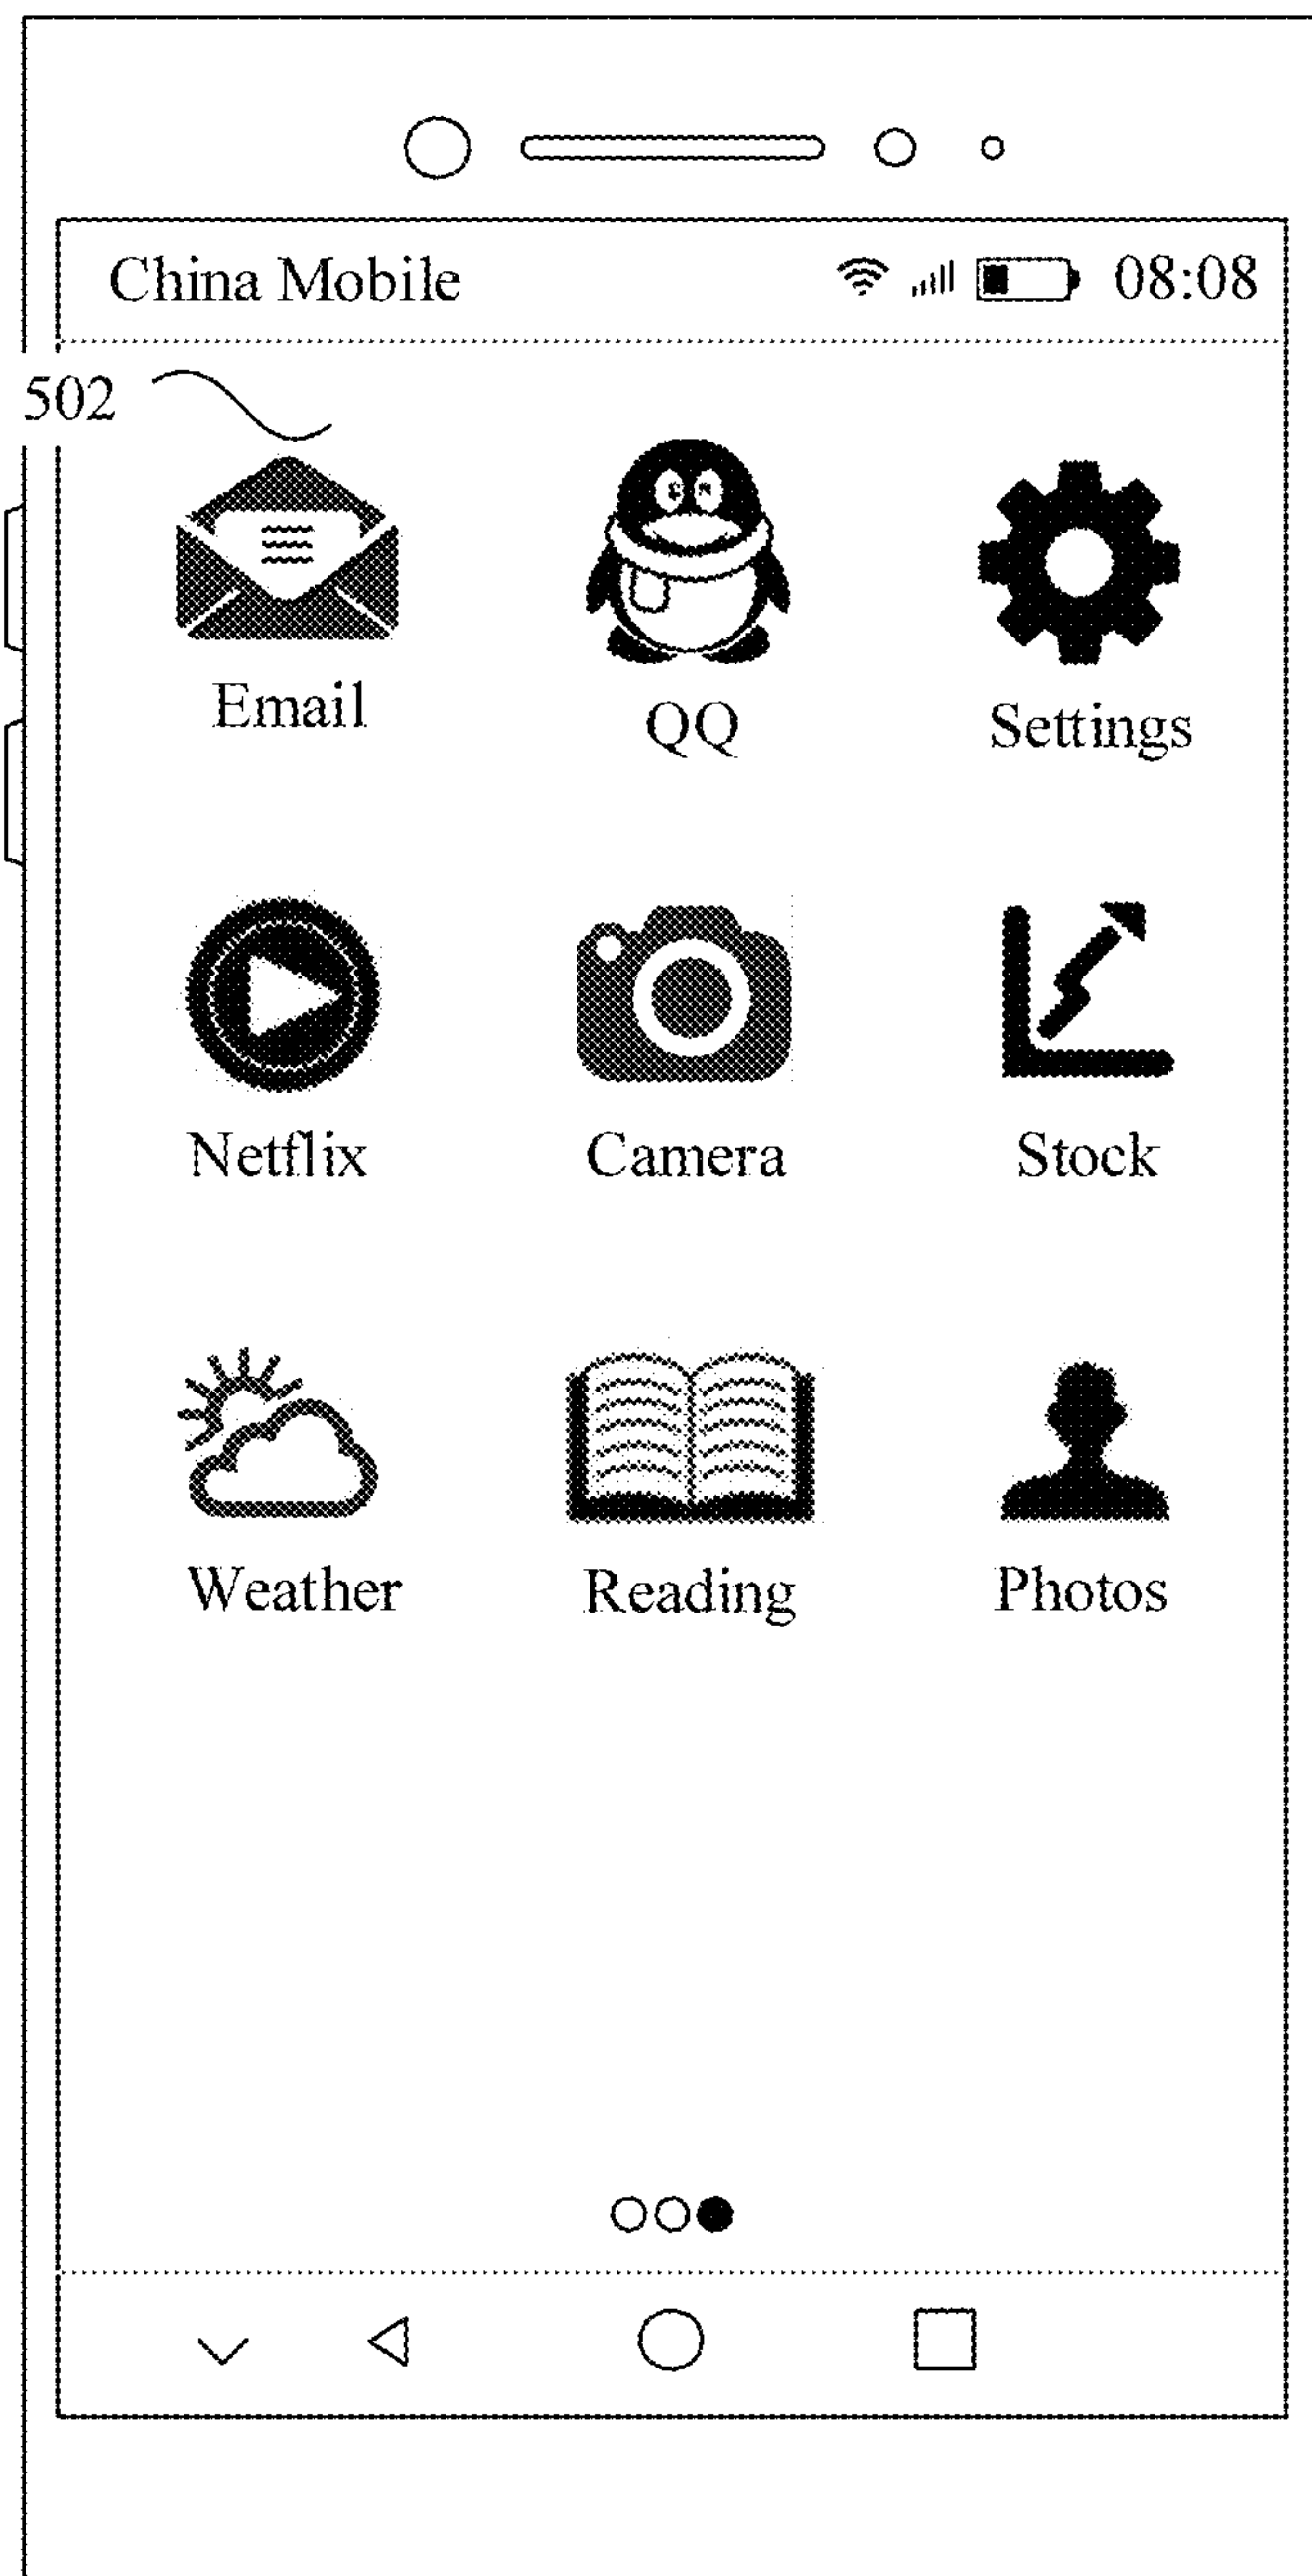 China Mobile 08:08
502
Email QQ Settings
Netflix Camera Stock
Weather Reading Photos